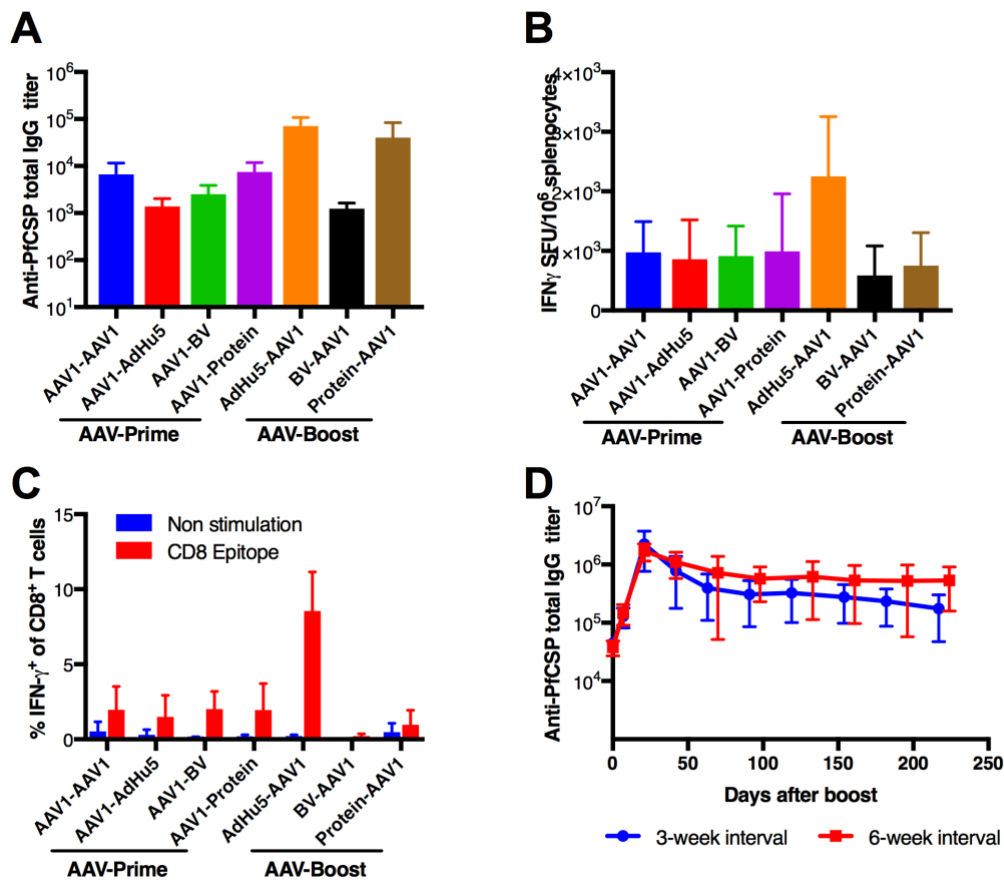 A
Anti-PfCSP total IgG titer
10⁶
10⁵
10⁴
10³
10²
10¹
AAV1-AAV1
AAV1-AdHu5
AAV1-BV
AAV1-Protein
AdHu5-AAV1
BV-AAV1
Protein-AAV1
AAV-Prime
AAV-Boost
B
IFNγ SFU/10⁶ splenocytes
4×10³
3×10³
2×10³
1×10³
0
AAV1-AAV1
AAV1-AdHu5
AAV1-BV
AAV1-Protein
AdHu5-AAV1
BV-AAV1
Protein-AAV1
AAV-Prime
AAV-Boost
C
% IFN-γ⁺ of CD8⁺ T cells
15
10
5
0
Non stimulation
CD8 Epitope
AAV1-AAV1
AAV1-AdHu5
AAV1-BV
AAV1-Protein
AdHu5-AAV1
BV-AAV1
Protein-AAV1
AAV-Prime
AAV-Boost
D
Anti-PfCSP total IgG titer
10⁷
10⁶
10⁵
10⁴
0
50
100
150
200
250
Days after boost
3-week interval
6-week interval